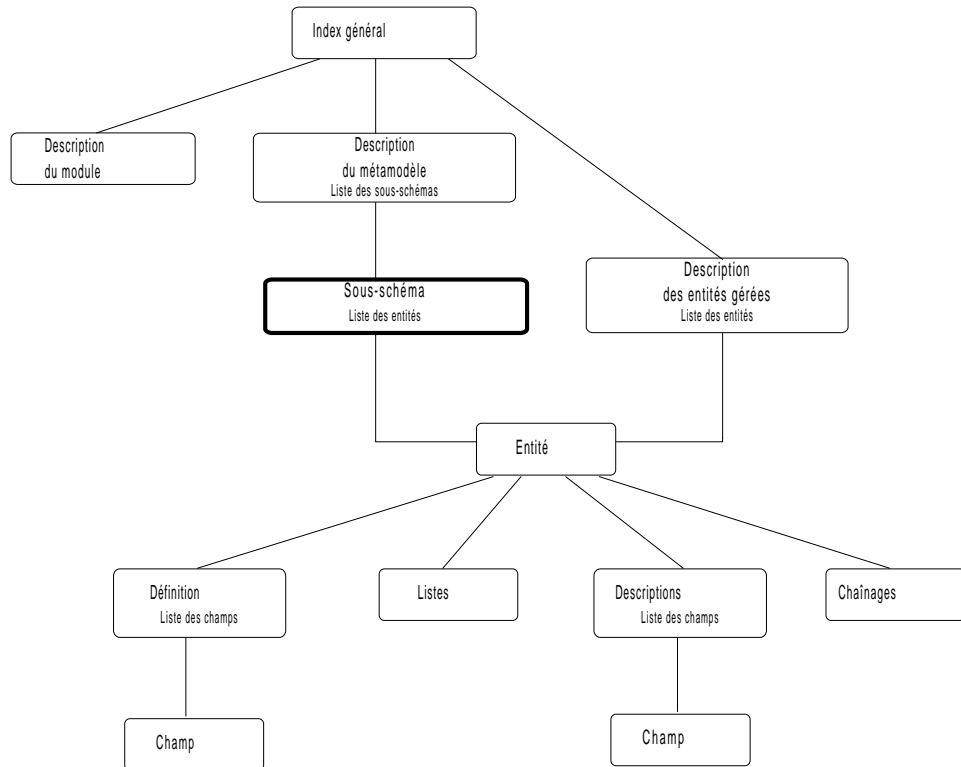 Index général
Description
du module
Description
du métamodèle
Liste des sous-schémas
Description
des entités gérées
Liste des entités
Sous-schéma
Liste des entités
Entité
Définition
Liste des champs
Listes
Descriptions
Liste des champs
Chaînages
Champ
Champ